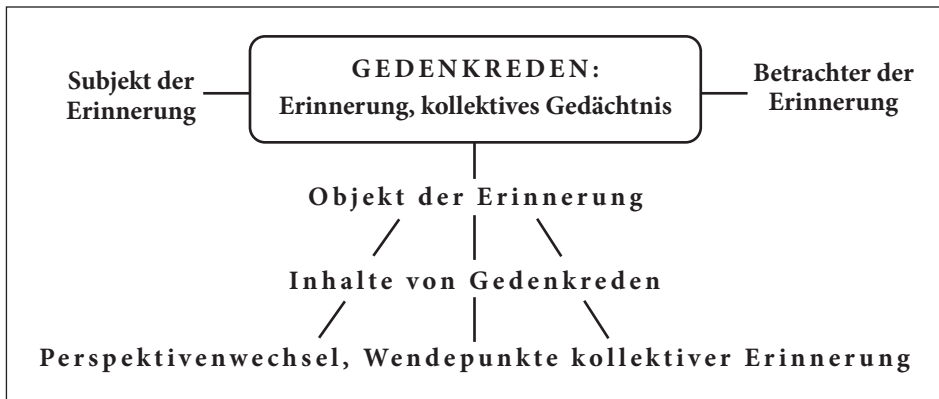 GEDENKREDEN:
Erinnerung, kollektives Gedächtnis
Subjekt der
Erinnerung
Betrachter der
Erinnerung
Objekt der Erinnerung
Inhalte von Gedenkreden
Perspektivenwechsel, Wendepunkte kollektiver Erinnerung